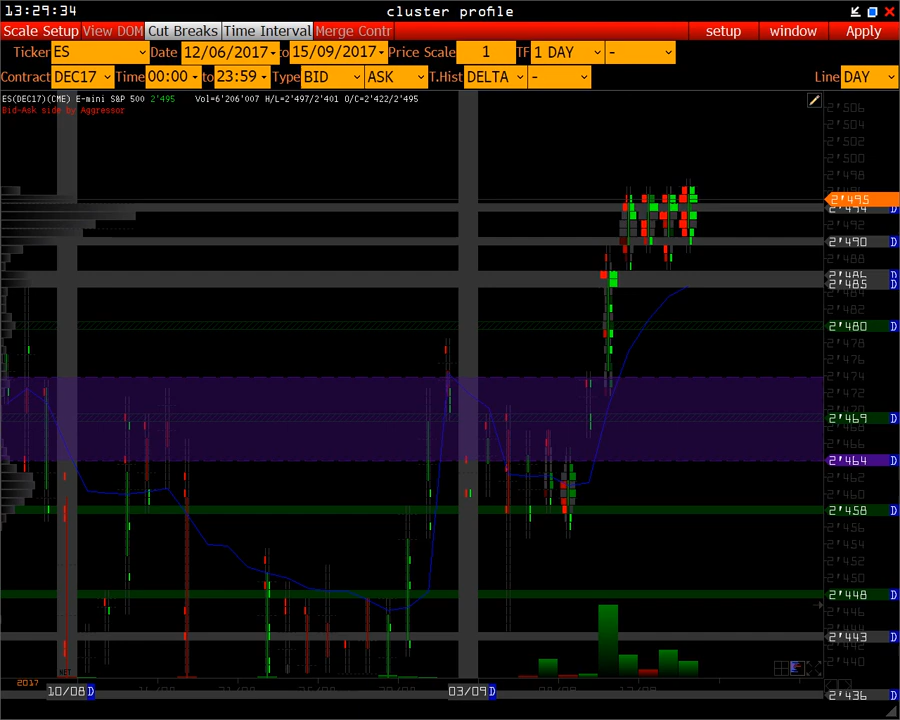 13:29:34 cluster profile
Scale Setup View DOM Cut Breaks Time Interval Merge Contr setup window Apply
Ticker ES Date 12/06/2017 to 15/09/2017 Price Scale 1 TF 1 DAY -
Contract DEC17 Time 00:00 to 23:59 Type BID ASK T.Hist DELTA - Line DAY
ES(DEC17)(CME) E-mini S&P 500 2'495 Vol=6'206'007 H/L=2'497/2'401 O/C=2'422/2'495
Bid-Ask side by Aggressor
2'506
2'504
2'502
2'500
2'498
2'495
2'494 D
2'492
2'490 D
2'488
2'486 D
2'485 D
2'482
2'480 D
2'478
2'476
2'474
2'472
2'469 D
2'468
2'466
2'464 D
2'462
2'460
2'458 D
2'456
2'454
2'452
2'450
2'448 D
2'446
2'443 D
2'440
2'436 D
NET
2017
10/08 D 03/09 D